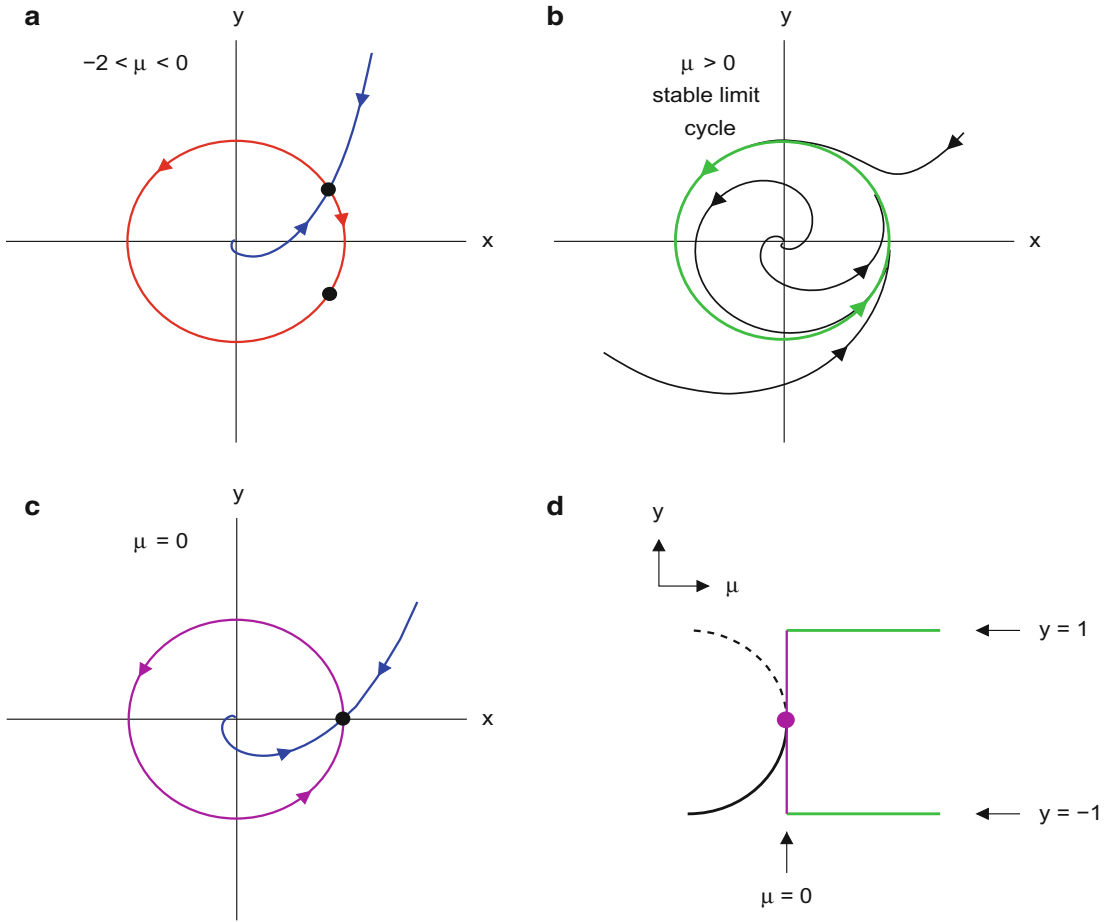 a
y
−2 < μ < 0
x
b
y
μ > 0
stable limit
cycle
x
c
y
μ = 0
x
d
y
μ
y = 1
y = −1
μ = 0